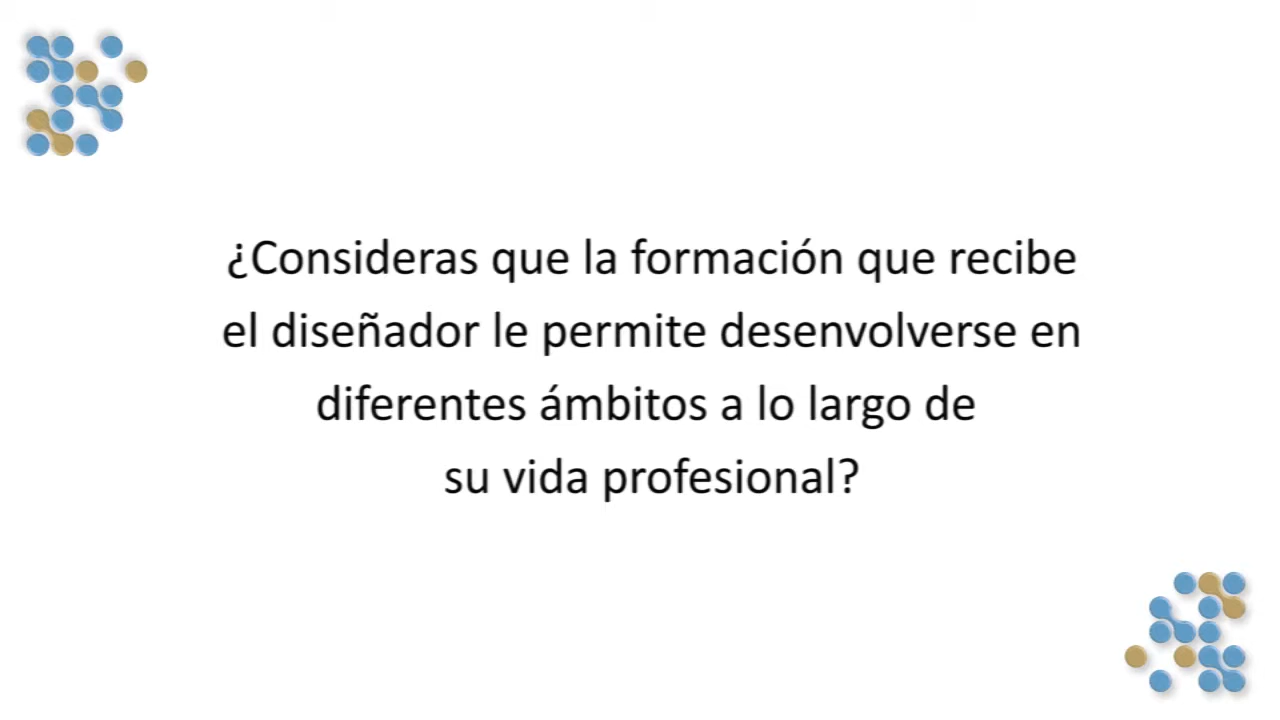 ¿Consideras que la formación que recibe
el diseñador le permite desenvolverse en
diferentes ámbitos a lo largo de
su vida profesional?